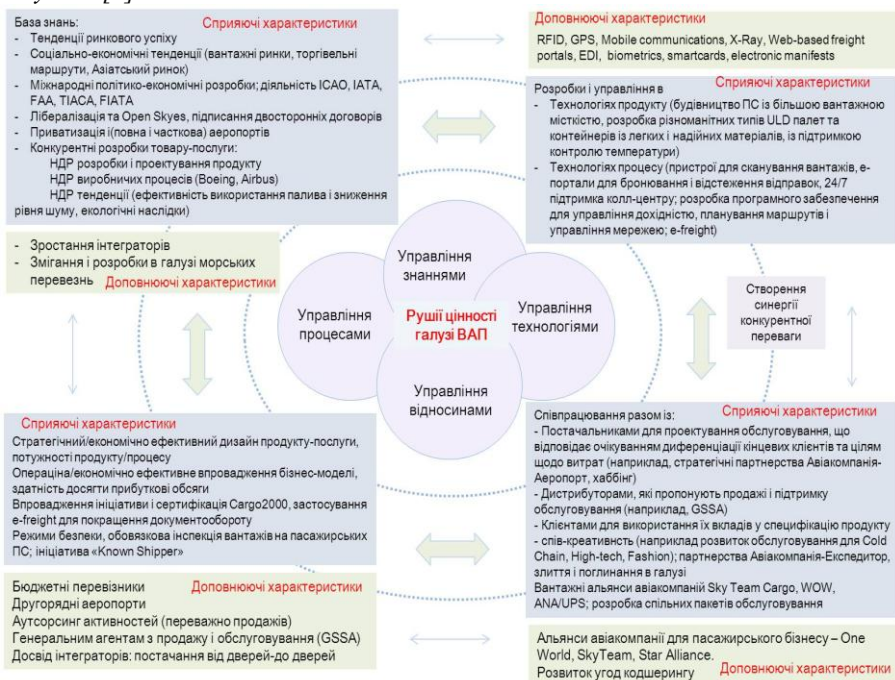 База знань: Сприяючі характеристики
- Тенденції ринкового успіху
- Соціально-економічні тенденції (вантажні ринки, торгівельні
маршрути, Азіатський ринок)
- Міжнародні політико-економічні розробки; діяльність ICAO, IATA,
FAA, TIACA, FIATA
- Лібералізація та Open Skyes, підписання двосторонніх договорів
- Приватизація і(повна і часткова) аеропортів
- Конкурентні розробки товару-послуги:
НДР розробки і проектування продукту
НДР виробничих процесів (Boeing, Airbus)
НДР тенденції (ефективність використання палива і зниження
рівня шуму, екологічні наслідки)
- Зростання інтеграторів
- Змігання і розробки в галузі морських
перевезнь Доповнюючі характеристики
Доповнюючі характеристики
RFID, GPS, Mobile communications, X-Ray, Web-based freight
portals, EDI, biometrics, smartcards, electronic manifests
Розробки і управління в Сприяючі характеристики
- Технологіях продукту (будівництво ПС із більшою вантажною
місткістю, розробка різноманітних типів ULD палет та
контейнерів із легких і надійних матеріалів, із підтримкою
контролю температури)
- Технологіях процесу (пристрої для сканування вантажів, е-
портали для бронювання і відстеження відправок, 24/7
підтримка колл-центру; розробка програмного забезпечення
для управління дохідністю, планування маршрутів і
управління мережею; e-freight)
Управління
знаннями
Управління
процесами
Рушії цінності
галузі ВАП
Управління
технологіями
Управління
відносинами
Створення
синергії
конкурентної
переваги
Сприяючі характеристики
Стратегічний/економічно ефективний дизайн продукту-послуги,
потужності продукту/процесу
Операціна/економічно ефективне впровадження бізнес-моделі,
здатність досягти прибуткові обсяги
Впровадження ініціативи і сертифікація Cargo2000, застосування
e-freight для покращення документообороту
Режими безпеки, обовязкова інспекція вантажів на пасажирських
ПС; ініціатива «Known Shipper»
Бюджетні перевізники Доповнюючі характеристики
Другорядні аеропорти
Аутсорсинг активностей (переважно продажів)
Генеральним агентам з продажу і обслуговування (GSSA)
Досвід інтеграторів: постачання від дверей-до дверей
Співпрацювання разом із: Сприяючі характеристики
- Постачальниками для проектування обслуговування, що
відповідає очікуванням диференціації кінцевих клієнтів та цілям
щодо витрат (наприклад, стратегічні партнерства Авіакомпанія-
Аеропорт, хаббінг)
- Дистрибуторами, які пропонують продажі і підтримку
обслуговування (наприклад, GSSA)
- Клієнтами для використання їх вкладів у специфікацію продукту
- спів-креативність (наприклад розвиток обслуговування для Cold
Chain, High-tech, Fashion); партнерства Авіакомпанія-Експедитор,
злиття і поглинання в галузі
Вантажні альянси авіакомпаній Sky Team Cargo, WOW,
ANA/UPS; розробка спільних пакетів обслуговування
Альянси авіакомпанії для пасажирського бізнесу – One
World, SkyTeam, Star Alliance.
Розвиток угод кодшерингу Доповнюючі характеристики